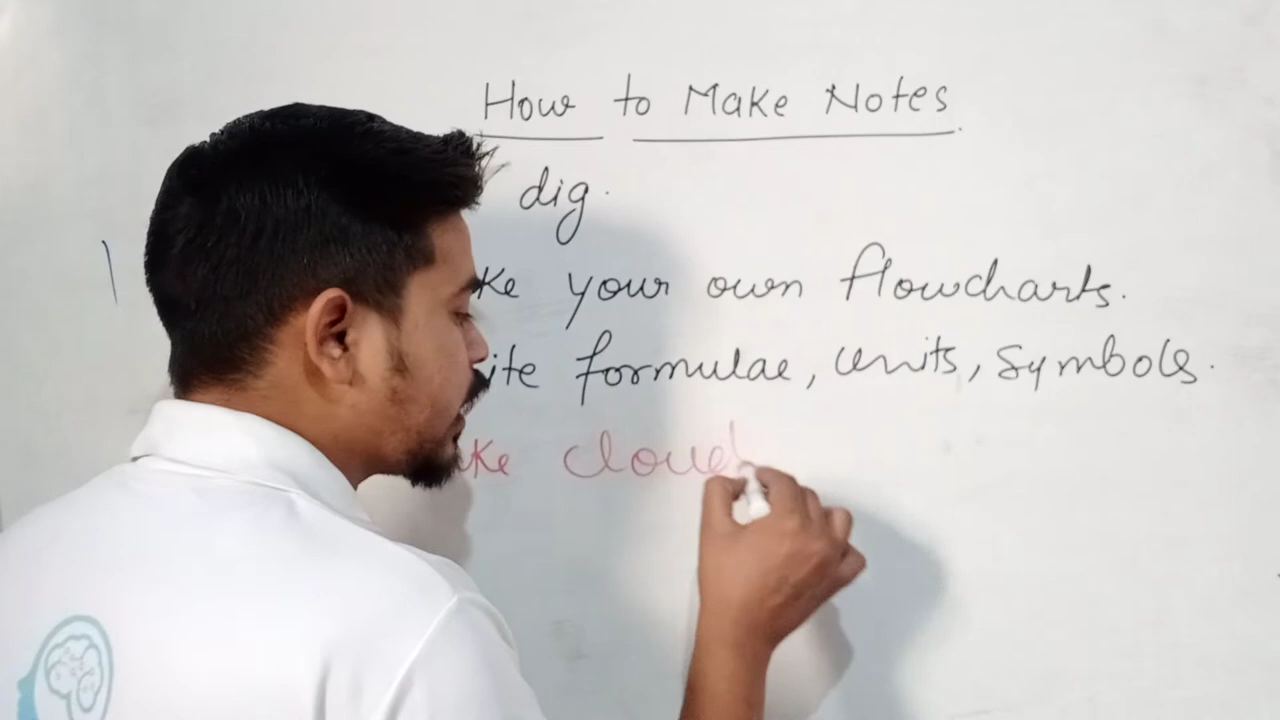 How to Make Notes
dig.
ke your own flowcharts.
ite formulae, units, symbols.
ke cloud